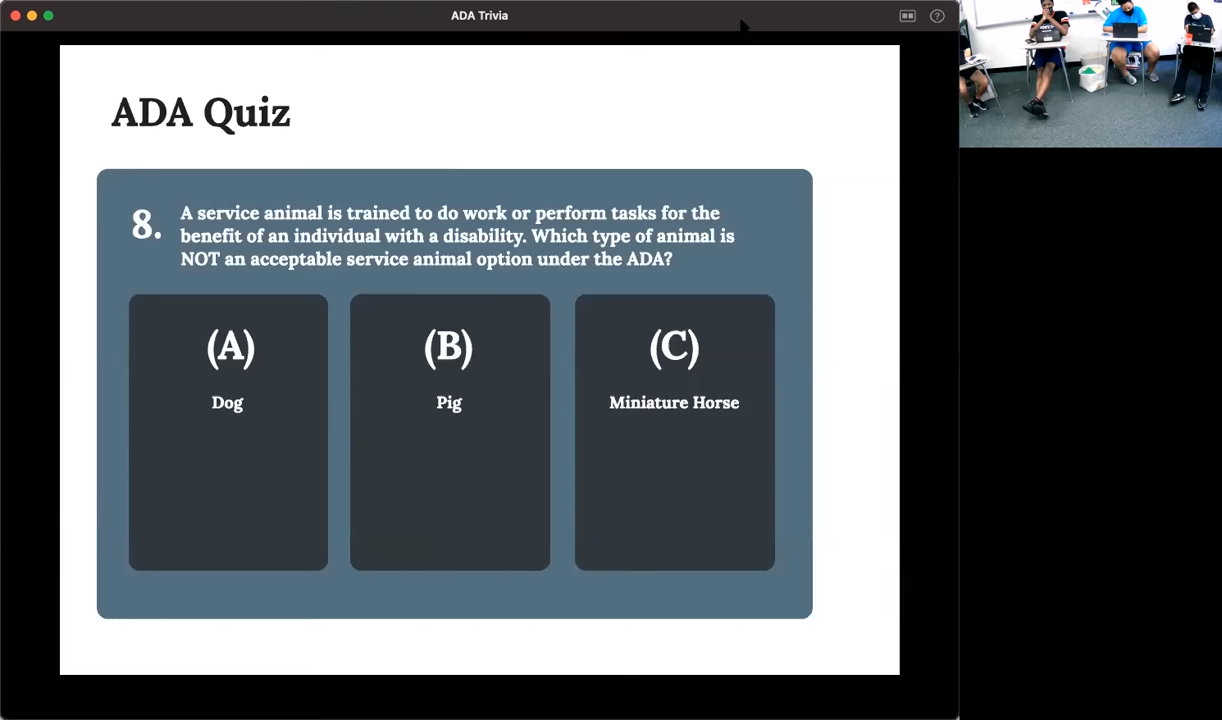 ADA Trivia
ADA Quiz
8.
A service animal is trained to do work or perform tasks for the
benefit of an individual with a disability. Which type of animal is
NOT an acceptable service animal option under the ADA?
(A)
Dog
(B)
Pig
(C)
Miniature Horse